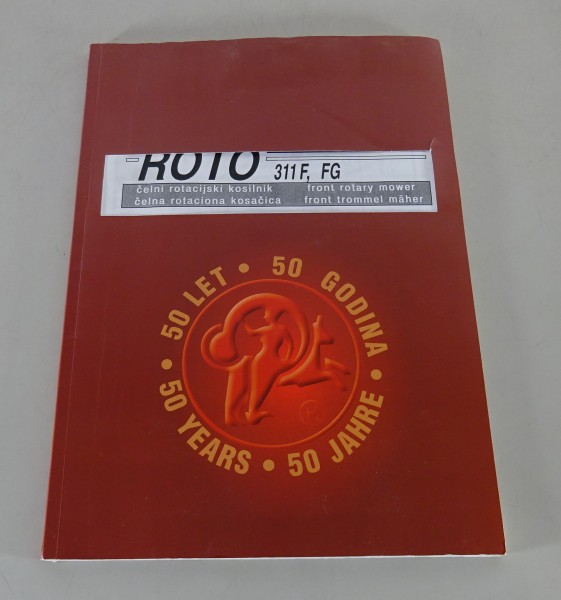 ROTO 311 F, FG
čelni rotacijski kosilnik front rotary mower
čelna rotaciona kosačica front trommel mäher
50 LET • 50 GODINA • 50 JAHRE • 50 YEARS •